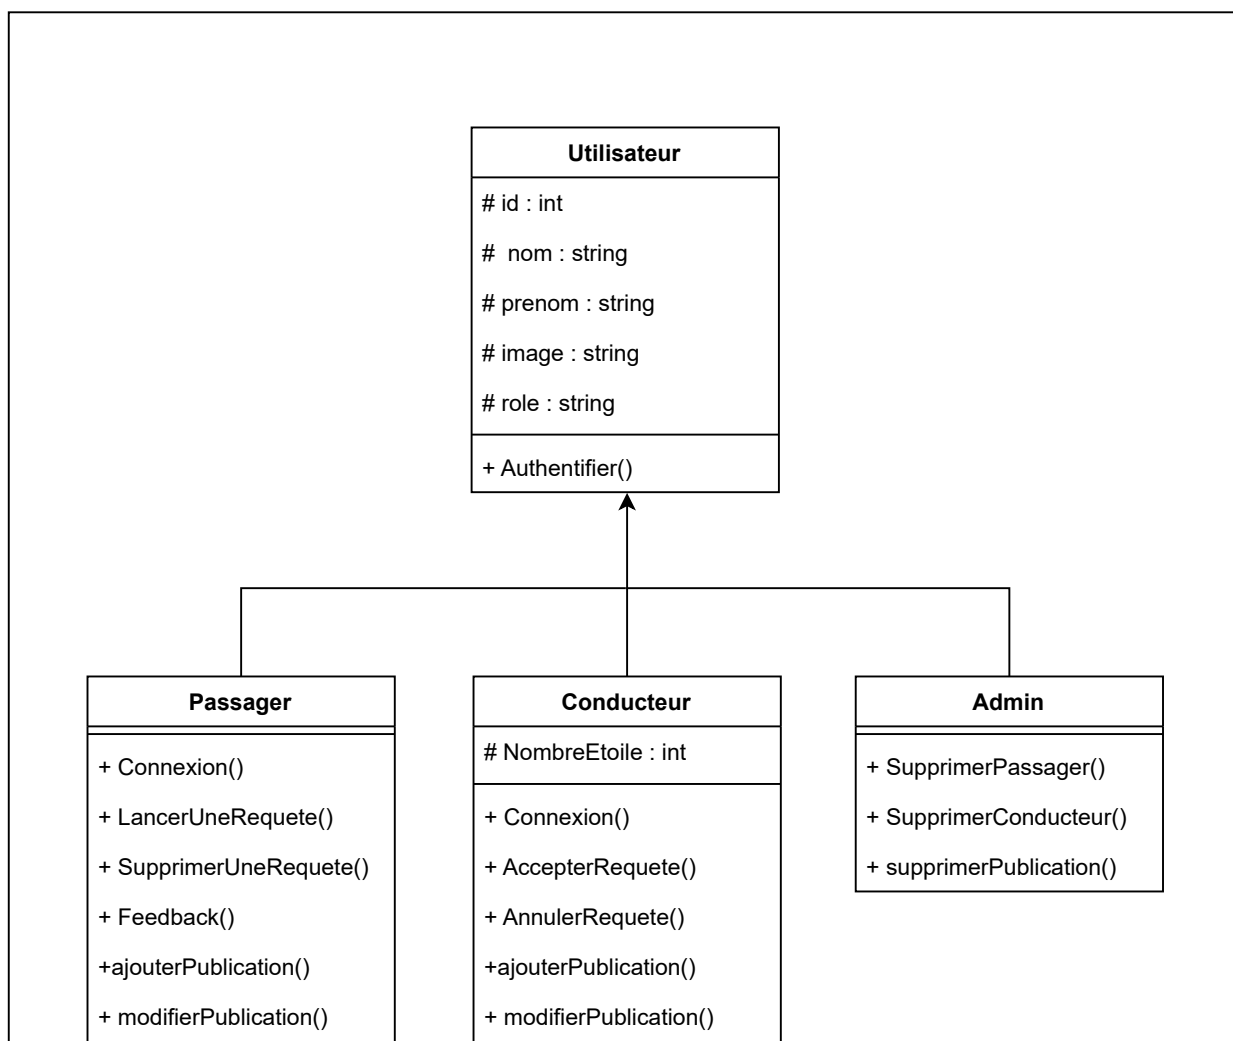 Utilisateur
# id : int
#  nom : string
# prenom : string
# image : string
# role : string
+ Authentifier()
Passager
+ Connexion()
+ LancerUneRequete()
+ SupprimerUneRequete()
+ Feedback()
+ajouterPublication()
+ modifierPublication()
Conducteur
# NombreEtoile : int
+ Connexion()
+ AccepterRequete()
+ AnnulerRequete()
+ajouterPublication()
+ modifierPublication()
Admin
+ SupprimerPassager()
+ SupprimerConducteur()
+ supprimerPublication()